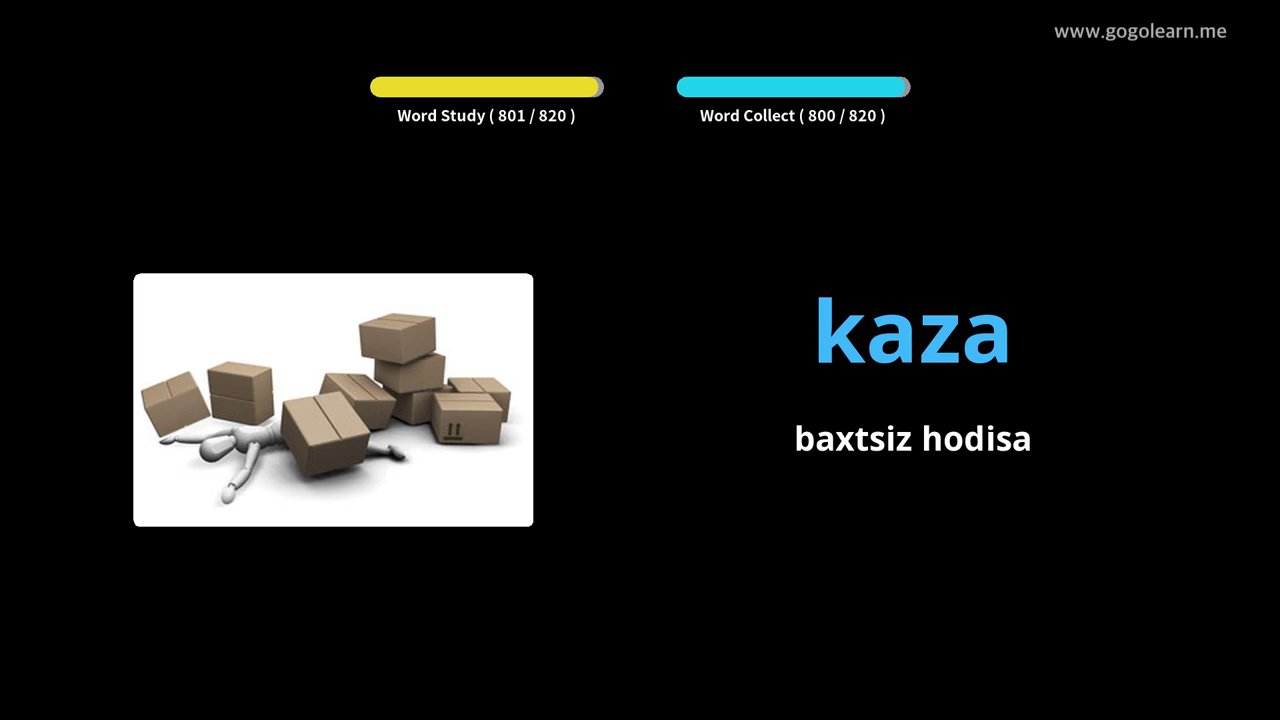 www.gogolearn.me
Word Study ( 801 / 820 )
Word Collect ( 800 / 820 )
kaza
baxtsiz hodisa